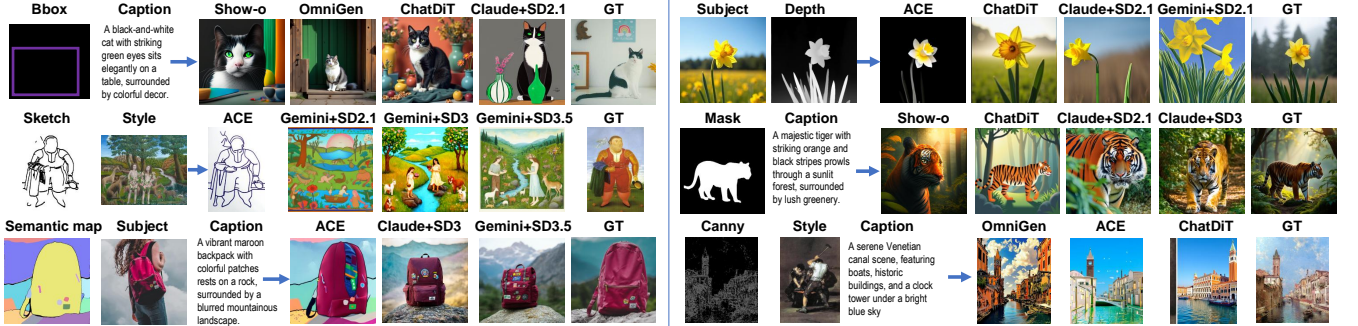 Bbox Caption Show-o OmniGen ChatDiT Claude+SD2.1 GT
A black-and-white
cat with striking
green eyes sits
elegantly on a
table, surrounded
by colorful decor.
Sketch Style ACE Gemini+SD2.1 Gemini+SD3 Gemini+SD3.5 GT
Semantic map Subject Caption ACE Claude+SD3 Gemini+SD3.5 GT
A vibrant maroon
backpack with
colorful patches
rests on a rock,
surrounded by a
blurred mountainous
landscape.
Subject Depth ACE ChatDiT Claude+SD2.1 Gemini+SD2.1 GT
Mask Caption Show-o ChatDiT Claude+SD2.1 Claude+SD3 GT
A majestic tiger with
striking orange and
black stripes prowls
through a sunlit
forest, surrounded
by lush greenery.
Canny Style Caption OmniGen ACE ChatDiT GT
A serene Venetian
canal scene, featuring
boats, historic
buildings, and a clock
tower under a bright
blue sky